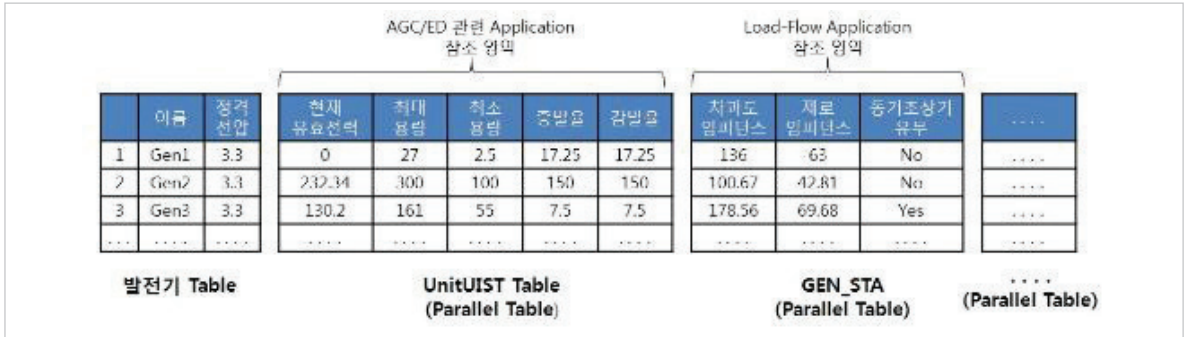 AGC/ED 관련 Application
참조 영역
Load-Flow Application
참조 영역
이름 정격 전압
현재 유효전력 최대 용량 최소 용량 증발율 감발율
차과도 임피던스 제로 임피던스 동기조상기 유무
....
1 Gen1 3.3 0 27 2.5 17.25 17.25 136 63 No ....
2 Gen2 3.3 232.34 300 100 150 150 100.67 42.81 No ....
3 Gen3 3.3 130.2 161 55 7.5 7.5 178.56 69.68 Yes ....
... .... .... .... .... .... .... .... .... .... .... ....
발전기 Table
UnitUIST Table
(Parallel Table)
GEN_STA
(Parallel Table)
....
(Parallel Table)